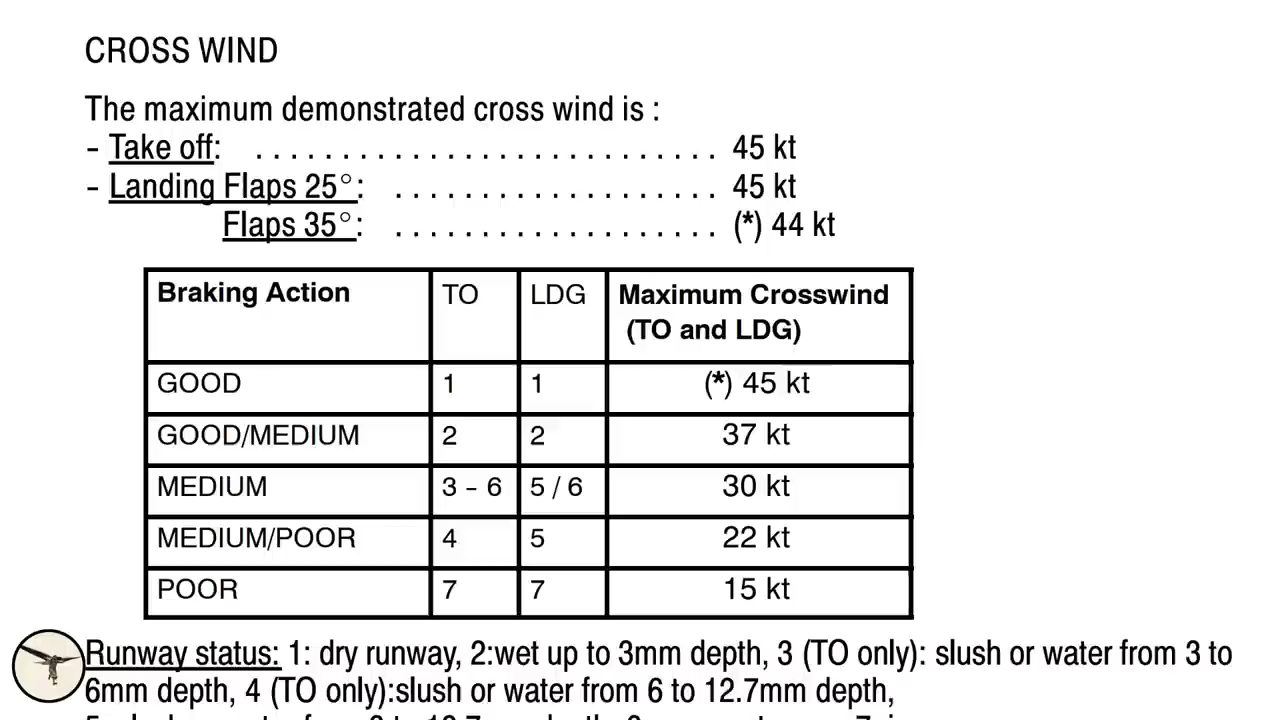 CROSS WIND
The maximum demonstrated cross wind is :
- Take off: . . . . . . . . . . . . . . . . . . . . . . . . . . . 45 kt
- Landing Flaps 25°: . . . . . . . . . . . . . . . . . . . 45 kt
Flaps 35°: . . . . . . . . . . . . . . . . . . . (*) 44 kt
Braking Action TO LDG Maximum Crosswind
(TO and LDG)
GOOD 1 1 (*) 45 kt
GOOD/MEDIUM 2 2 37 kt
MEDIUM 3 - 6 5 / 6 30 kt
MEDIUM/POOR 4 5 22 kt
POOR 7 7 15 kt
Runway status: 1: dry runway, 2:wet up to 3mm depth, 3 (TO only): slush or water from 3 to
6mm depth, 4 (TO only):slush or water from 6 to 12.7mm depth,